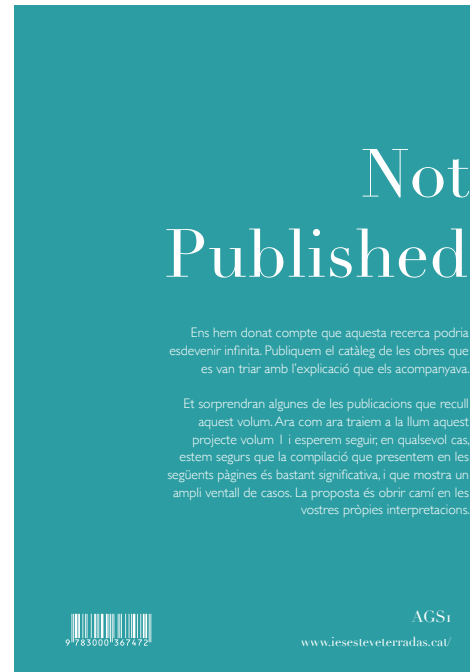 Not
Published
Ens hem donat compte que aquesta recerca podria
esdevenir infinita. Publiquem el catàleg de les obres que
es van triar amb l'explicació que els acompanyava.
Et sorprendran algunes de les publicacions que recull
aquest volum. Ara com ara traiem a la llum aquest
projecte volum 1 i esperem seguir, en qualsevol cas,
estem segurs que la compilació que presentem en les
següents pàgines és bastant significativa, i que mostra un
ampli ventall de casos. La proposta és obrir camí en les
vostres pròpies interpretacions.
AGS1
9 783000 367472
www.iesesteveterradas.cat/